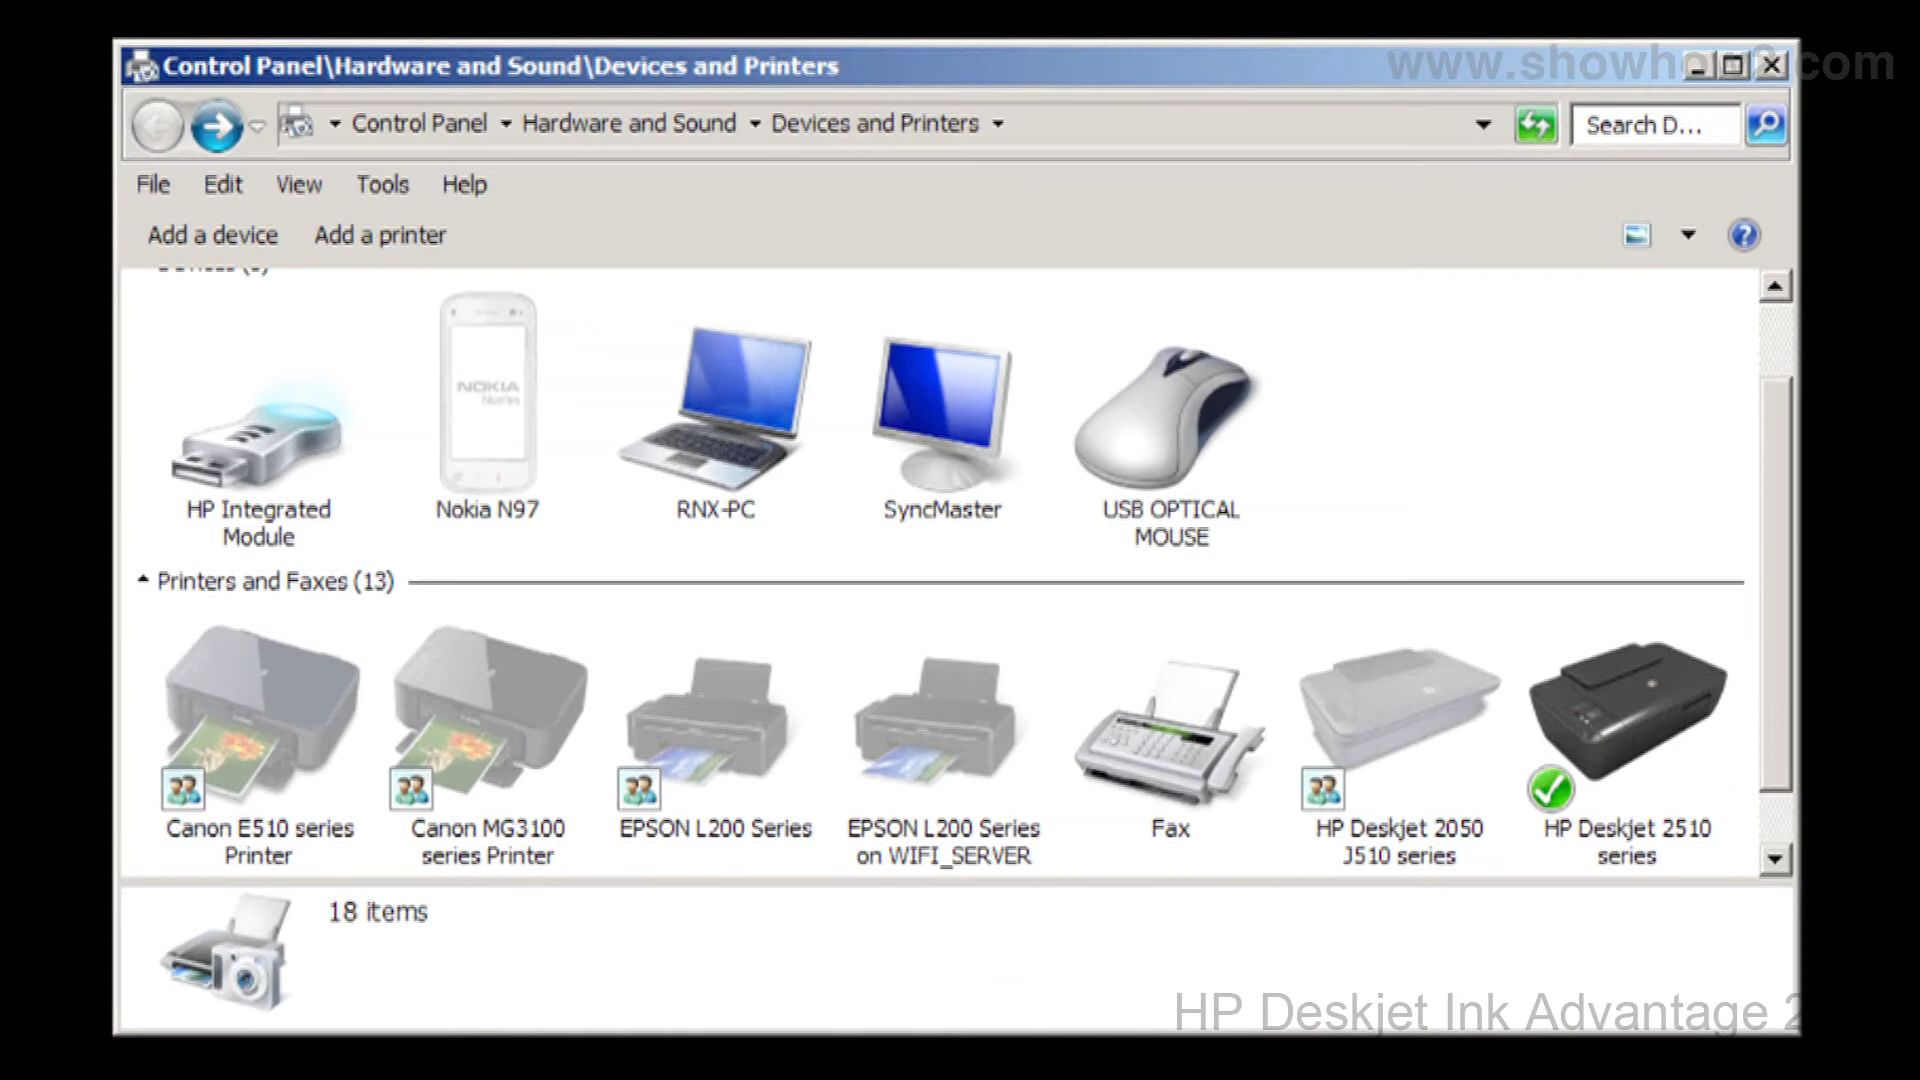 www.showhow2.com
Control Panel\Hardware and Sound\Devices and Printers
Control Panel Hardware and Sound Devices and Printers Search D...
File Edit View Tools Help
Add a device Add a printer
NOKIA
Nseries
HP Integrated Module
Nokia N97
RNX-PC
SyncMaster
USB OPTICAL MOUSE
Printers and Faxes (13)
Canon E510 series Printer
Canon MG3100 series Printer
EPSON L200 Series
EPSON L200 Series on WIFI_SERVER
Fax
HP Deskjet 2050 J510 series
HP Deskjet 2510 series
18 items
HP Deskjet Ink Advantage 2